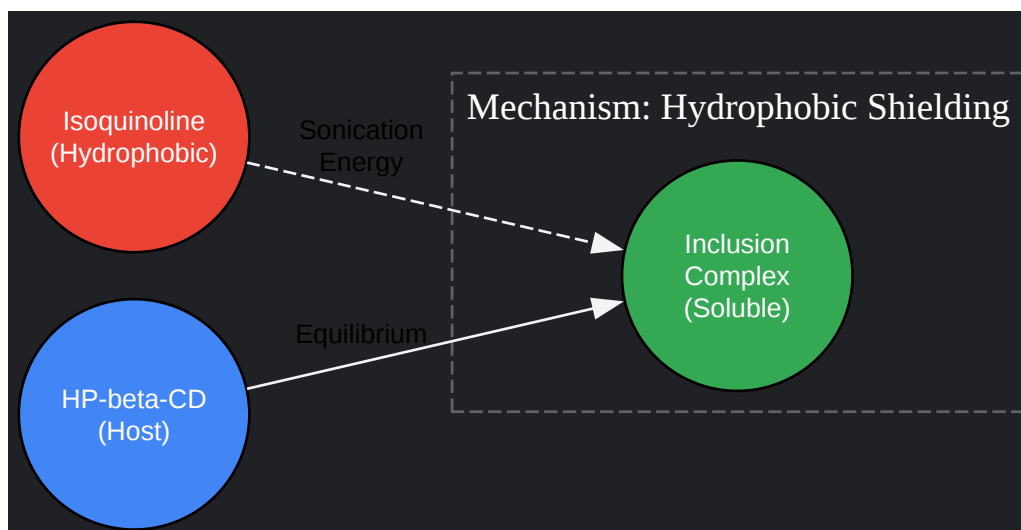 Isoquinoline
(Hydrophobic)
Sonication
Energy
Mechanism: Hydrophobic Shielding
Inclusion
Complex
(Soluble)
Equilibrium
HP-beta-CD
(Host)